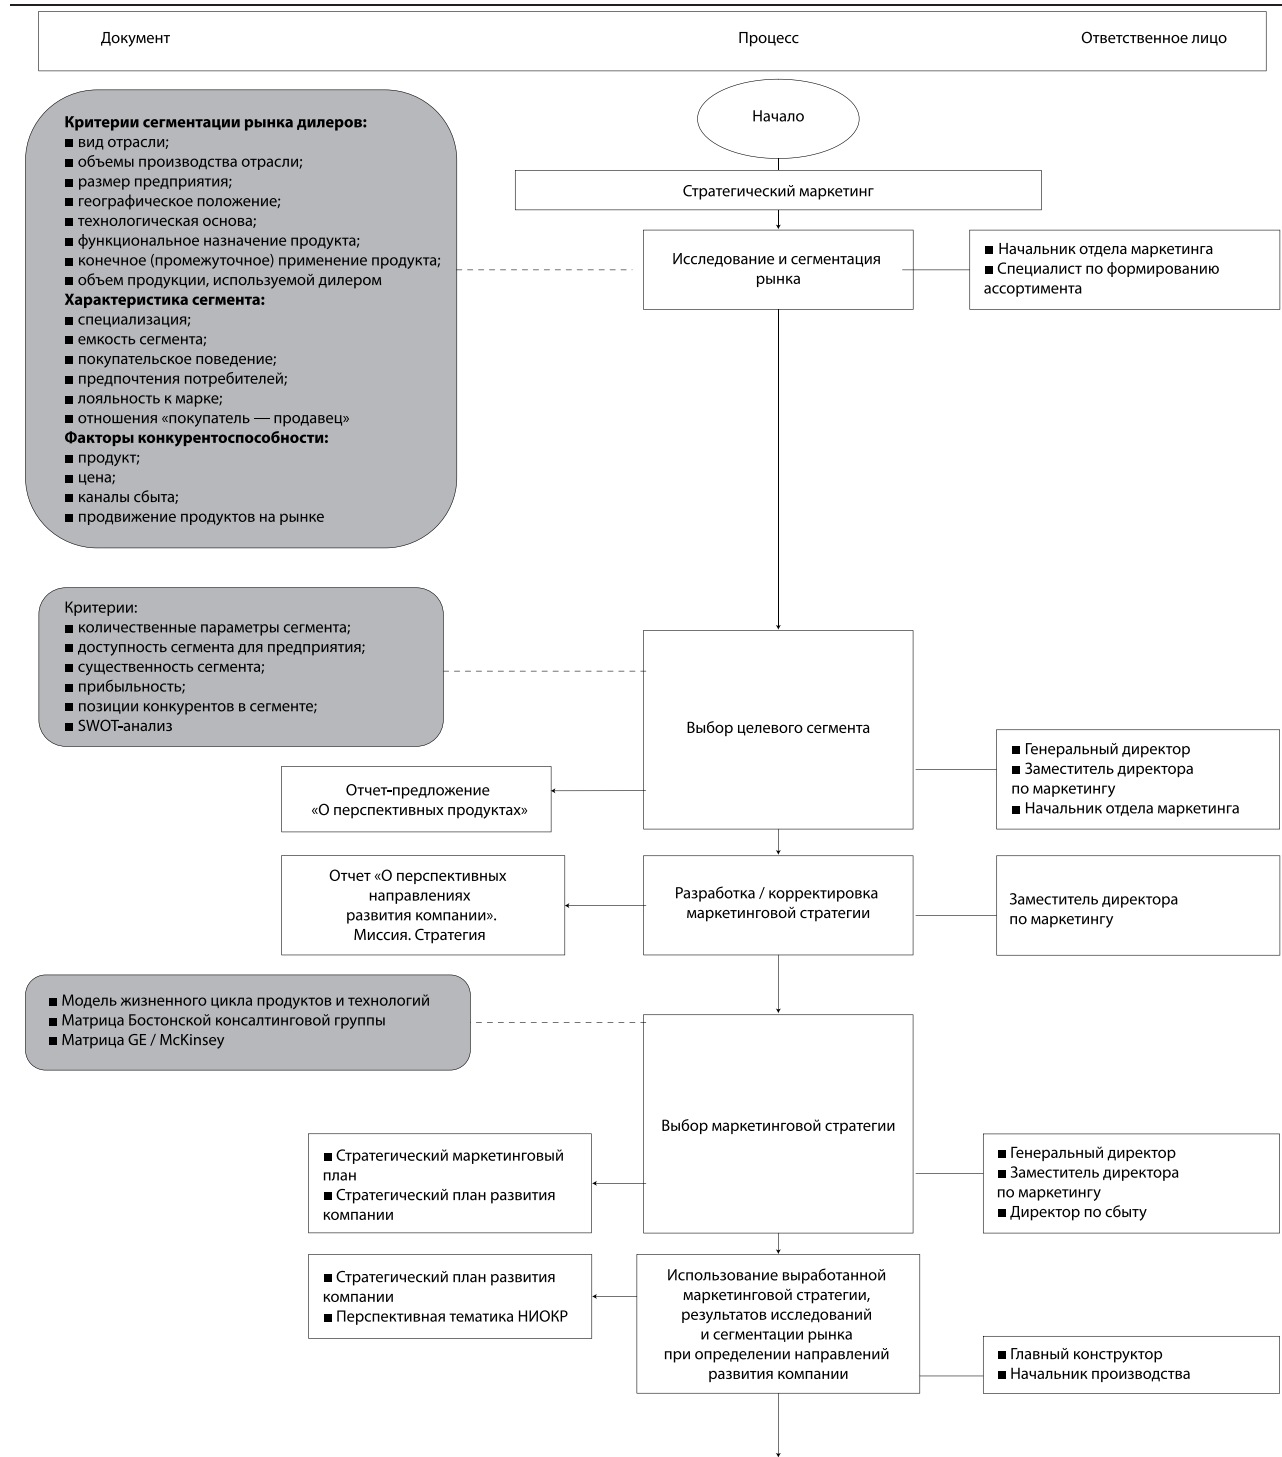 Документ
Процесс
Ответственное лицо
Начало
Стратегический маркетинг
Критерии сегментации рынка дилеров:
■ вид отрасли;
■ объемы производства отрасли;
■ размер предприятия;
■ географическое положение;
■ технологическая основа;
■ функциональное назначение продукта;
■ конечное (промежуточное) применение продукта;
■ объем продукции, используемой дилером
Характеристика сегмента:
■ специализация;
■ емкость сегмента;
■ покупательское поведение;
■ предпочтения потребителей;
■ лояльность к марке;
■ отношения «покупатель — продавец»
Факторы конкурентоспособности:
■ продукт;
■ цена;
■ каналы сбыта;
■ продвижение продуктов на рынке
Исследование и сегментация
рынка
■ Начальник отдела маркетинга
■ Специалист по формированию
ассортимента
Критерии:
■ количественные параметры сегмента;
■ доступность сегмента для предприятия;
■ существенность сегмента;
■ прибыльность;
■ позиции конкурентов в сегменте;
■ SWOT-анализ
Выбор целевого сегмента
■ Генеральный директор
■ Заместитель директора
по маркетингу
■ Начальник отдела маркетинга
Отчет-предложение
«О перспективных продуктах»
Отчет «О перспективных
направлениях
развития компании».
Миссия. Стратегия
Разработка / корректировка
маркетинговой стратегии
Заместитель директора
по маркетингу
■ Модель жизненного цикла продуктов и технологий
■ Матрица Бостонской консалтинговой группы
■ Матрица GE / McKinsey
Выбор маркетинговой стратегии
■ Стратегический маркетинговый
план
■ Стратегический план развития
компании
■ Генеральный директор
■ Заместитель директора
по маркетингу
■ Директор по сбыту
■ Стратегический план развития
компании
■ Перспективная тематика НИОКР
Использование выработанной
маркетинговой стратегии,
результатов исследований
и сегментации рынка
при определении направлений
развития компании
■ Главный конструктор
■ Начальник производства